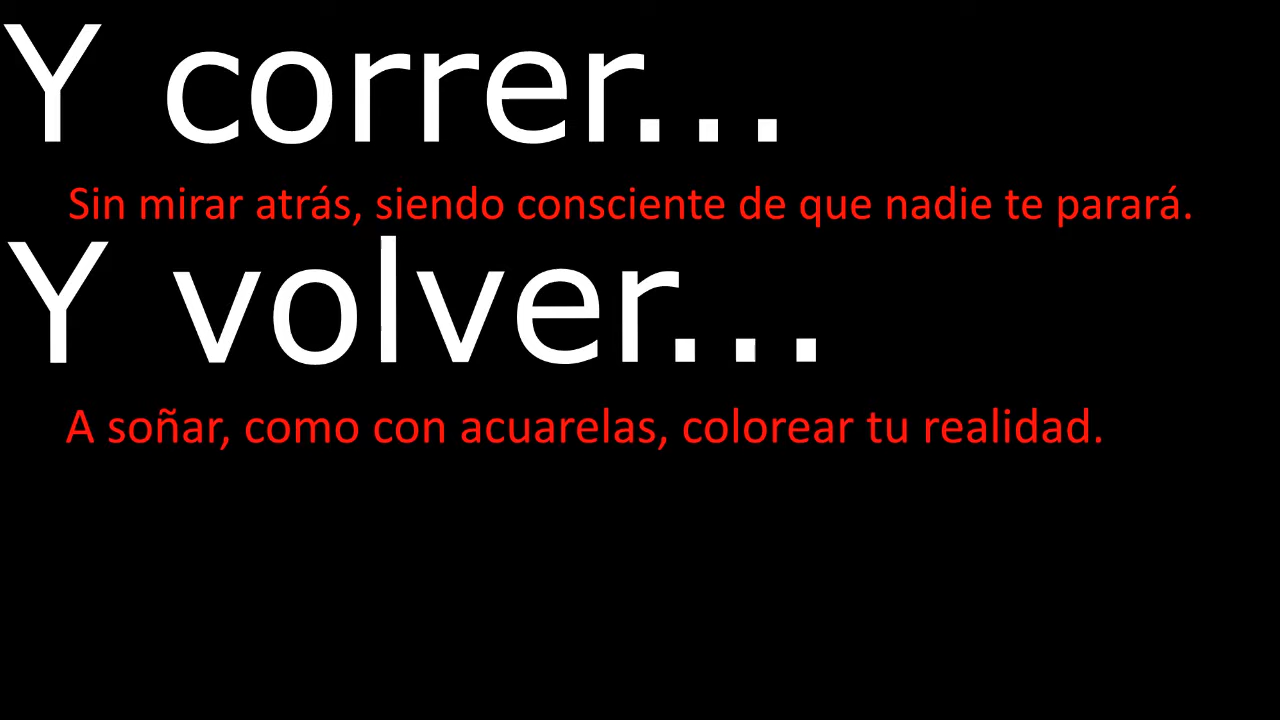 Y correr...
Sin mirar atrás, siendo consciente de que nadie te parará.
Y volver...
A soñar, como con acuarelas, colorear tu realidad.